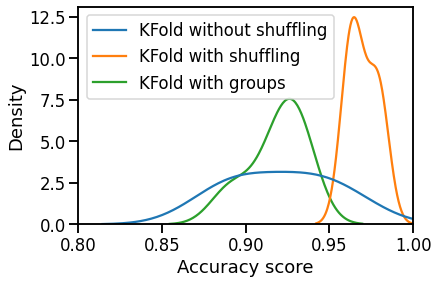 KFold without shuffling
KFold with shuffling
KFold with groups
12.5
10.0
7.5
5.0
2.5
0.0
Density
0.80 0.85 0.90 0.95 1.00
Accuracy score